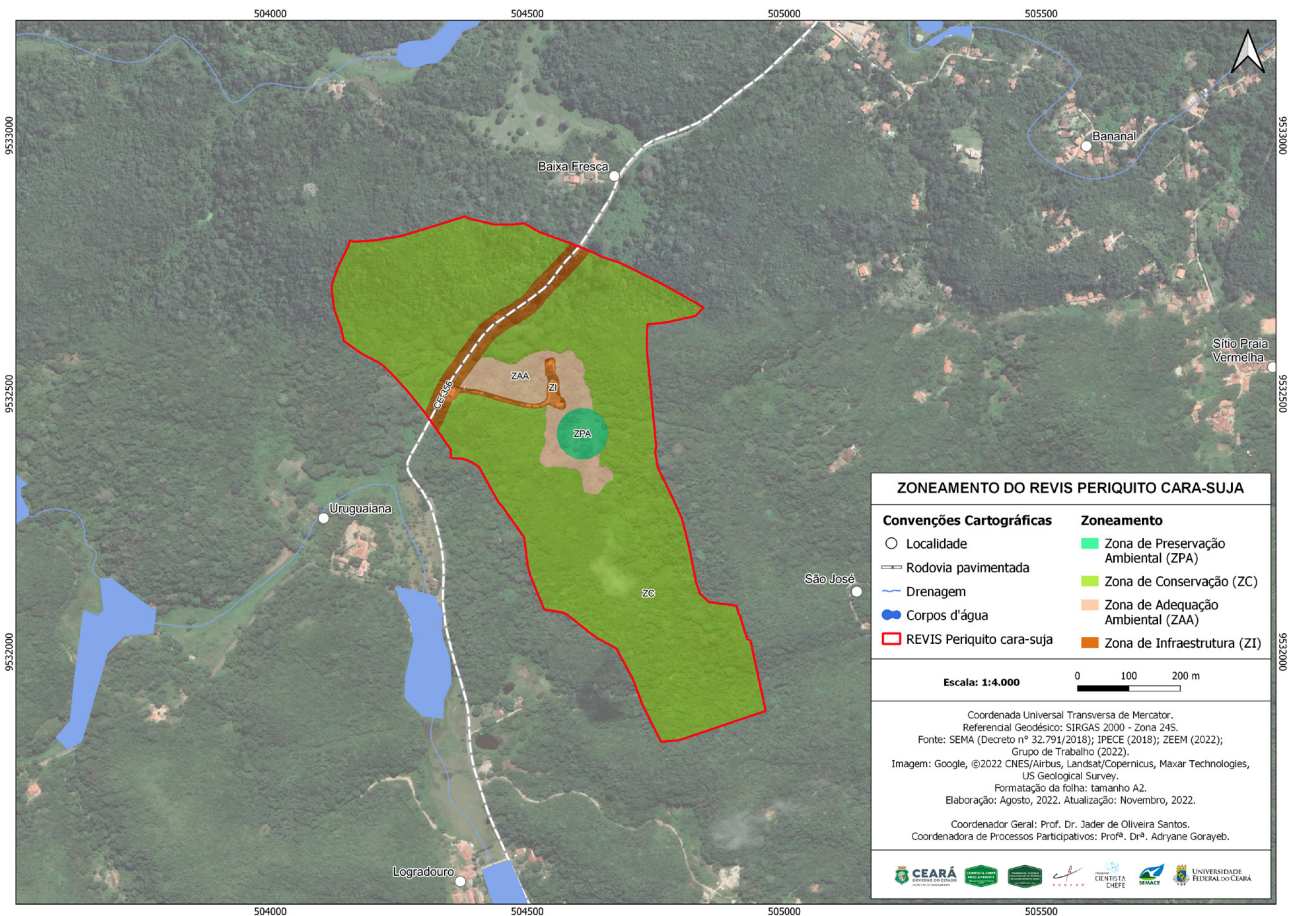 504000
504500
505000
505500
9533000
9533000
Bananal
Baixa Fresca
Sítio Praia
Vermelha
ZAA
ZI
CE-356
9532500
9532500
ZPA
Uruguaiana
São José
ZC
9532000
9532000
Logradouro
ZONEAMENTO DO REVIS PERIQUITO CARA-SUJA
Convenções Cartográficas
Localidade
Rodovia pavimentada
Drenagem
Corpos d'água
REVIS Periquito cara-suja
Zoneamento
Zona de Preservação
Ambiental (ZPA)
Zona de Conservação (ZC)
Zona de Adequação
Ambiental (ZAA)
Zona de Infraestrutura (ZI)
Escala: 1:4.000
0 100 200 m
Coordenada Universal Transversa de Mercator.
Referencial Geodésico: SIRGAS 2000 - Zona 24S.
Fonte: SEMA (Decreto n° 32.791/2018); IPECE (2018); ZEEM (2022);
Grupo de Trabalho (2022).
Imagem: Google, ©2022 CNES/Airbus, Landsat/Copernicus, Maxar Technologies,
US Geological Survey.
Formatação da folha: tamanho A2.
Elaboração: Agosto, 2022. Atualização: Novembro, 2022.
Coordenador Geral: Prof. Dr. Jader de Oliveira Santos.
Coordenadora de Processos Participativos: Profª. Drª. Adryane Gorayeb.
CEARÁ
GOVERNO DO ESTADO
FUNCAP
CIENTISTA
CHEFE
SEMACE
UNIVERSIDADE
FEDERAL DO CEARÁ
504000
504500
505000
505500